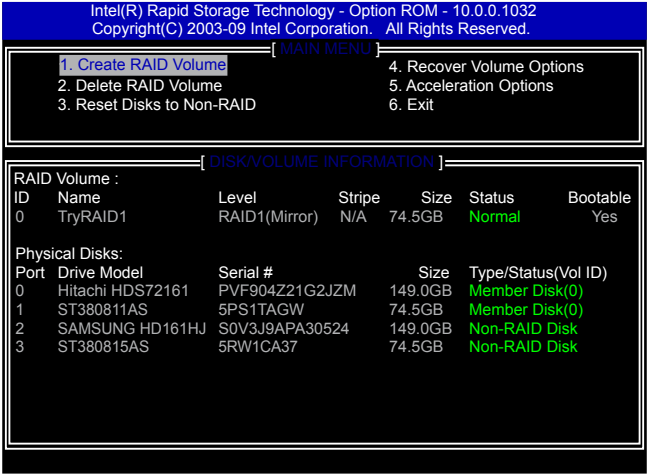 Intel(R) Rapid Storage Technology - Option ROM - 10.0.0.1032
Copyright(C) 2003-09 Intel Corporation.   All Rights Reserved.
[ MAIN MENU ]
1. Create RAID Volume
2. Delete RAID Volume
3. Reset Disks to Non-RAID
4. Recover Volume Options
5. Acceleration Options
6. Exit
[ DISK/VOLUME INFORMATION ]
RAID Volume :
ID Name Level Stripe Size Status Bootable
0 TryRAID1 RAID1(Mirror) N/A 74.5GB Normal Yes
Physical Disks:
Port Drive Model Serial # Size Type/Status(Vol ID)
0 Hitachi HDS72161 PVF904Z21G2JZM 149.0GB Member Disk(0)
1 ST380811AS 5PS1TAGW 74.5GB Member Disk(0)
2 SAMSUNG HD161HJ S0V3J9APA30524 149.0GB Non-RAID Disk
3 ST380815AS 5RW1CA37 74.5GB Non-RAID Disk